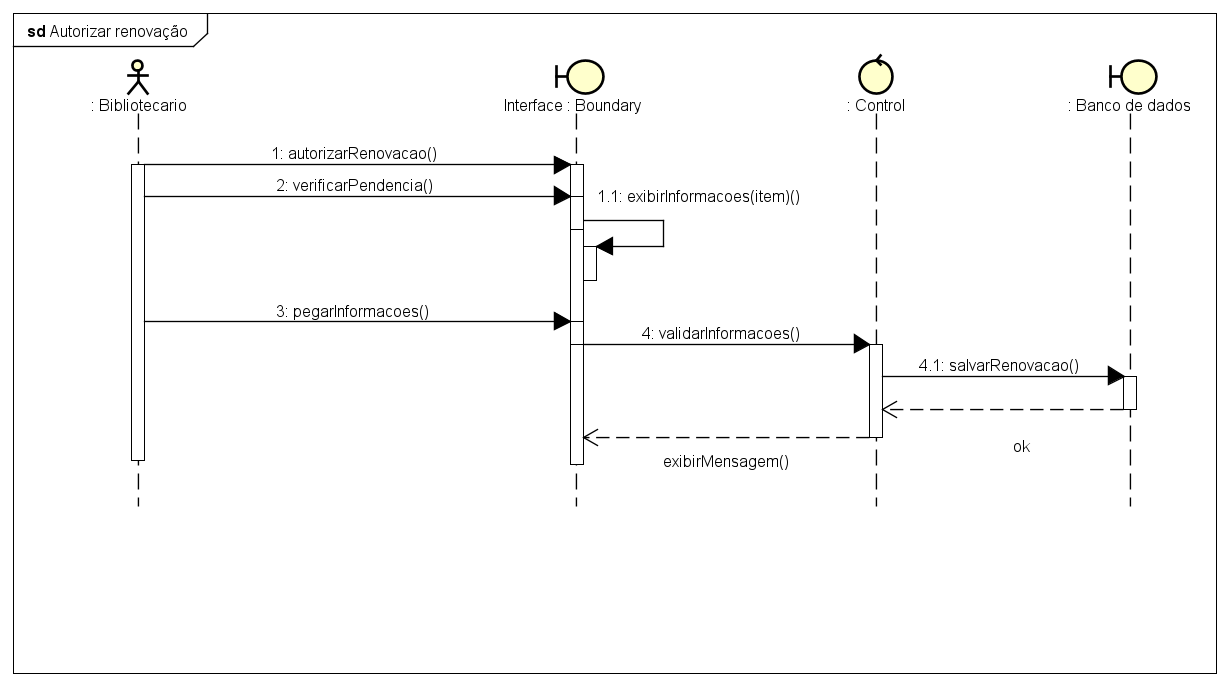 sd Autorizar renovação
: Bibliotecario
Interface : Boundary
: Control
: Banco de dados
1: autorizarRenovacao()
2: verificarPendencia()
1.1: exibirInformacoes(item)()
3: pegarInformacoes()
4: validarInformacoes()
4.1: salvarRenovacao()
ok
exibirMensagem()